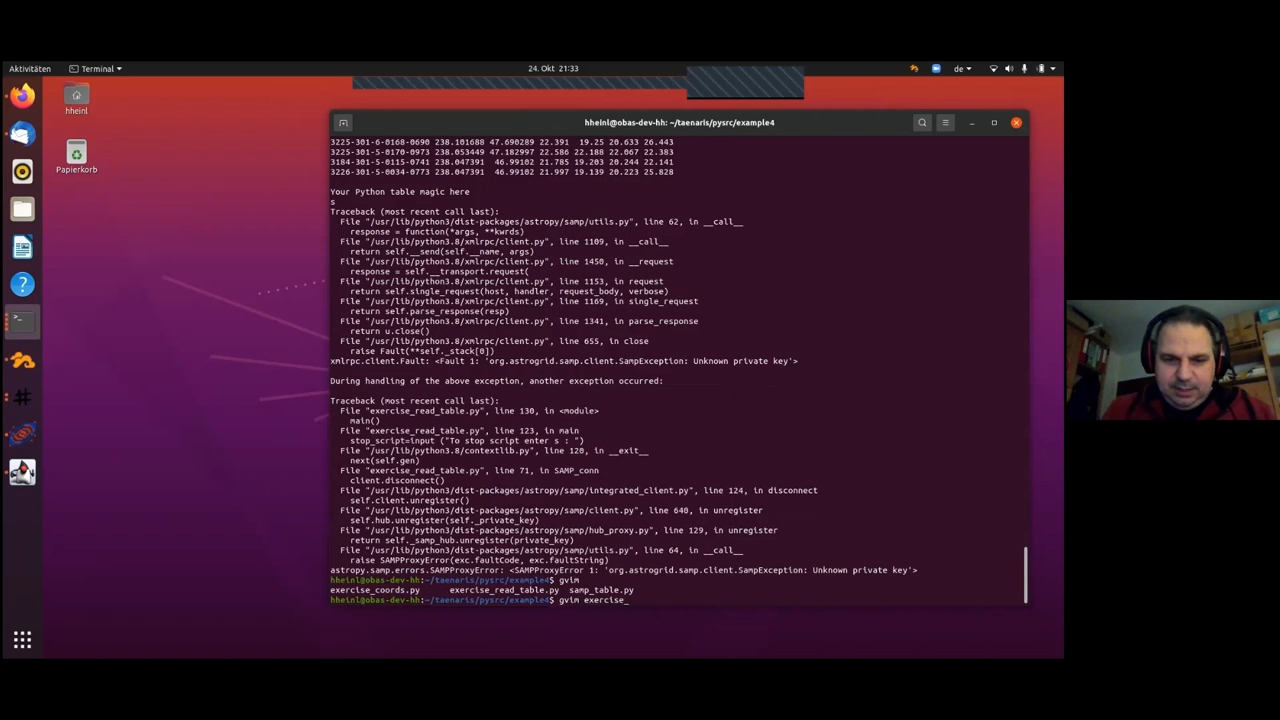 Aktivitäten
Terminal
24. Okt 21:33
de
hheinl
Papierkorb
hheinl@obas-dev-hh: ~/taenaris/pysrc/example4
3225-301-6-0168-0690 238.101688 47.690289 22.391 19.25 20.633 26.443
3225-301-5-0170-0973 238.053449 47.182997 22.586 22.188 22.067 22.383
3184-301-5-0115-0741 238.047391 46.99102 21.785 19.203 20.244 22.141
3226-301-5-0034-0773 238.047391 46.99102 21.997 19.139 20.223 25.828
Your Python table magic here
s
Traceback (most recent call last):
File "/usr/lib/python3/dist-packages/astropy/samp/utils.py", line 62, in __call__
response = function(*args, **kwrds)
File "/usr/lib/python3.8/xmlrpc/client.py", line 1109, in __call__
return self.__send(self.__name, args)
File "/usr/lib/python3.8/xmlrpc/client.py", line 1450, in __request
response = self.__transport.request(
File "/usr/lib/python3.8/xmlrpc/client.py", line 1153, in request
return self.single_request(host, handler, request_body, verbose)
File "/usr/lib/python3.8/xmlrpc/client.py", line 1169, in single_request
return self.parse_response(resp)
File "/usr/lib/python3.8/xmlrpc/client.py", line 1341, in parse_response
return u.close()
File "/usr/lib/python3.8/xmlrpc/client.py", line 655, in close
raise Fault(**self._stack[0])
xmlrpc.client.Fault: <Fault 1: 'org.astrogrid.samp.client.SampException: Unknown private key'>
During handling of the above exception, another exception occurred:
Traceback (most recent call last):
File "exercise_read_table.py", line 130, in <module>
main()
File "exercise_read_table.py", line 123, in main
stop_script=input ("To stop script enter s : ")
File "/usr/lib/python3.8/contextlib.py", line 120, in __exit__
next(self.gen)
File "exercise_read_table.py", line 71, in SAMP_conn
client.disconnect()
File "/usr/lib/python3/dist-packages/astropy/samp/integrated_client.py", line 124, in disconnect
self.client.unregister()
File "/usr/lib/python3/dist-packages/astropy/samp/client.py", line 640, in unregister
self.hub.unregister(self._private_key)
File "/usr/lib/python3/dist-packages/astropy/samp/hub_proxy.py", line 129, in unregister
return self._samp_hub.unregister(private_key)
File "/usr/lib/python3/dist-packages/astropy/samp/utils.py", line 64, in __call__
raise SAMPProxyError(exc.faultCode, exc.faultString)
astropy.samp.errors.SAMPProxyError: <SAMPProxyError 1: 'org.astrogrid.samp.client.SampException: Unknown private key'>
hheinl@obas-dev-hh:~/taenaris/pysrc/example4$ gvim
exercise_coords.py exercise_read_table.py samp_table.py
hheinl@obas-dev-hh:~/taenaris/pysrc/example4$ gvim exercise_